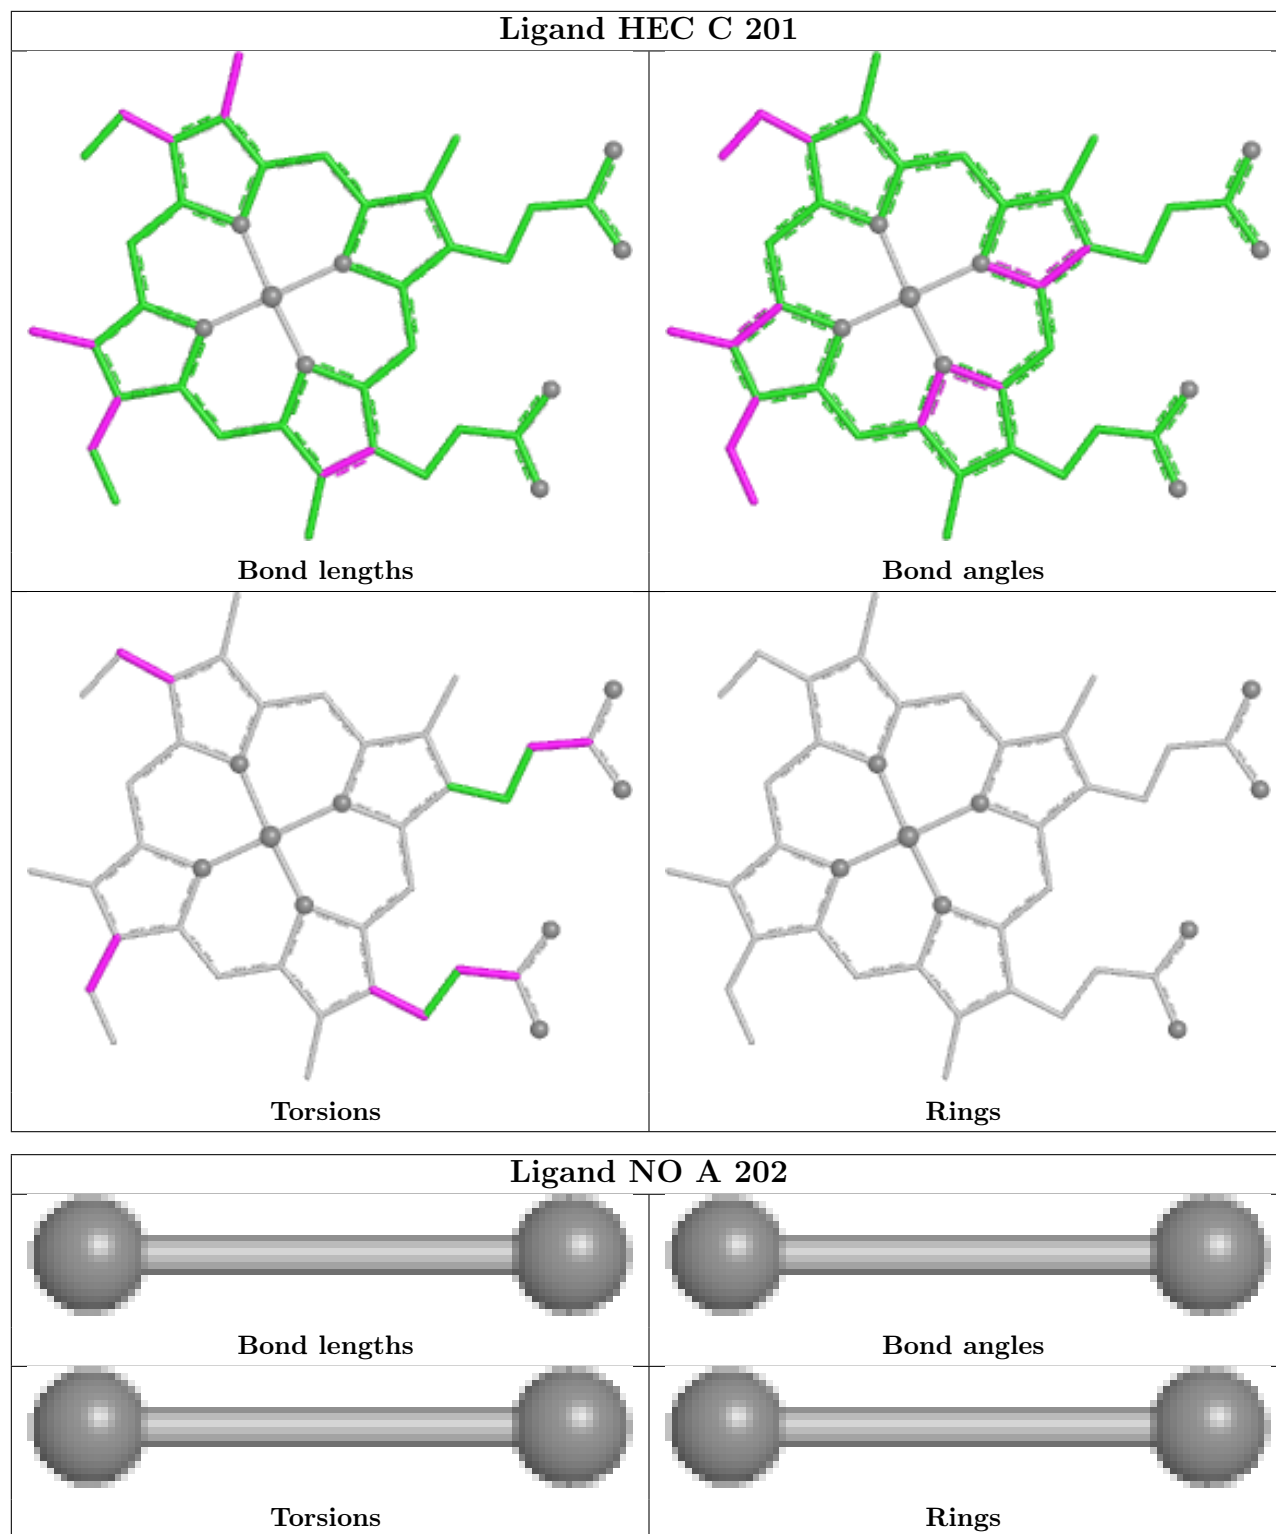 Ligand HEC C 201
Bond lengths
Bond angles
Torsions
Rings
Ligand NO A 202
Bond lengths
Bond angles
Torsions
Rings